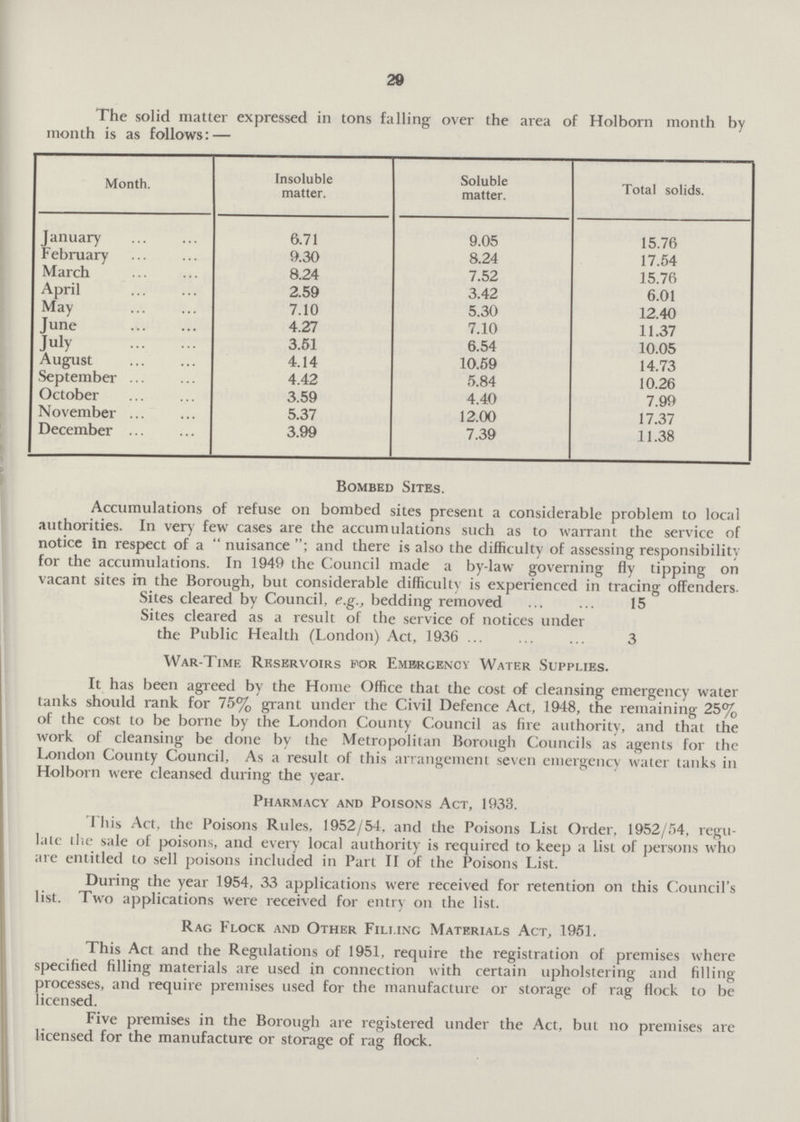 29
The solid matter expressed in tons falling over the area of Holborn month by
month is as follows: —
Month. Insoluble matter. Soluble matter. Total solids.
January ... ... 6.71 9.05 15.76
February ... ... 9.30 8.24 17.54
March ... ... 8.24 7.52 15.76
April ... ... 2.59 3.42 6.01
May ... ... 7.10 5.30 12.40
June ... ... 4.27 7.10 11.37
July ... ... 3.51 6.54 10.05
August ... ... 4.14 10.59 14.73
September ... ... 4.42 5.84 10.26
October ... ... 3.59 4.40 7.99
November ... ... 5.37 12.00 17.37
December ... ... 3.99 7.39 11.38
BOMBED SITES.
Accumulations of refuse on bombed sites present a considerable problem to local
authorities. In very few cases are the accumulations such as to warrant the service of
notice in respect of a " nuisance "; and there is also the difficulty of assessing responsibility
for the accumulations. In 1949 the Council made a by-law governing fly tipping on
vacant sites in the Borough, but considerable difficulty is experienced in tracing offenders.
Sites cleared by Council, e.g., bedding removed ... ... 15
Sites cleared as a result of the service of notices under
the Public Health (London) Act, 1936 ... ... ... 3
WAR-TIME RESERVOIRS FOR EMERGENCY WATER SUPPLIES.
It has been agreed by the Home Office that the cost of cleansing emergency water
tanks should rank for 75% grant under the Civil Defence Act, 1948, the remaining 25%
of the cost to be borne by the London County Council as fire authority, and that the
work of cleansing be done by the Metropolitan Borough Councils as agents for the
London County Council, As a result of this arrangement seven emergency water tanks in
Holborn were cleansed during the year.
PHARMACY AND POISONS ACT, 1933.
This Act, the Poisons Rules, 1952/54, and the Poisons List Order, 1952/54, regu-
late the sale of poisons, and every local authority is required to keep a list of persons who
are entitled to sell poisons included in Part II of the Poisons List.
During the year 1954, 33 applications were received for retention on this Council's
list. Two applications were received for entry on the list.
RAG FLOCK AND OTHER FILLING MATERIALS ACT, 1951.
This Act and the Regulations of 1951, require the registration of premises where
specified filling materials are used in connection with certain upholstering and filling
processes, and require premises used for the manufacture or storage of rag flock to be
licensed.
Five premises in the Borough are registered under the Act, but no premises are
licensed for the manufacture or storage of rag flock.